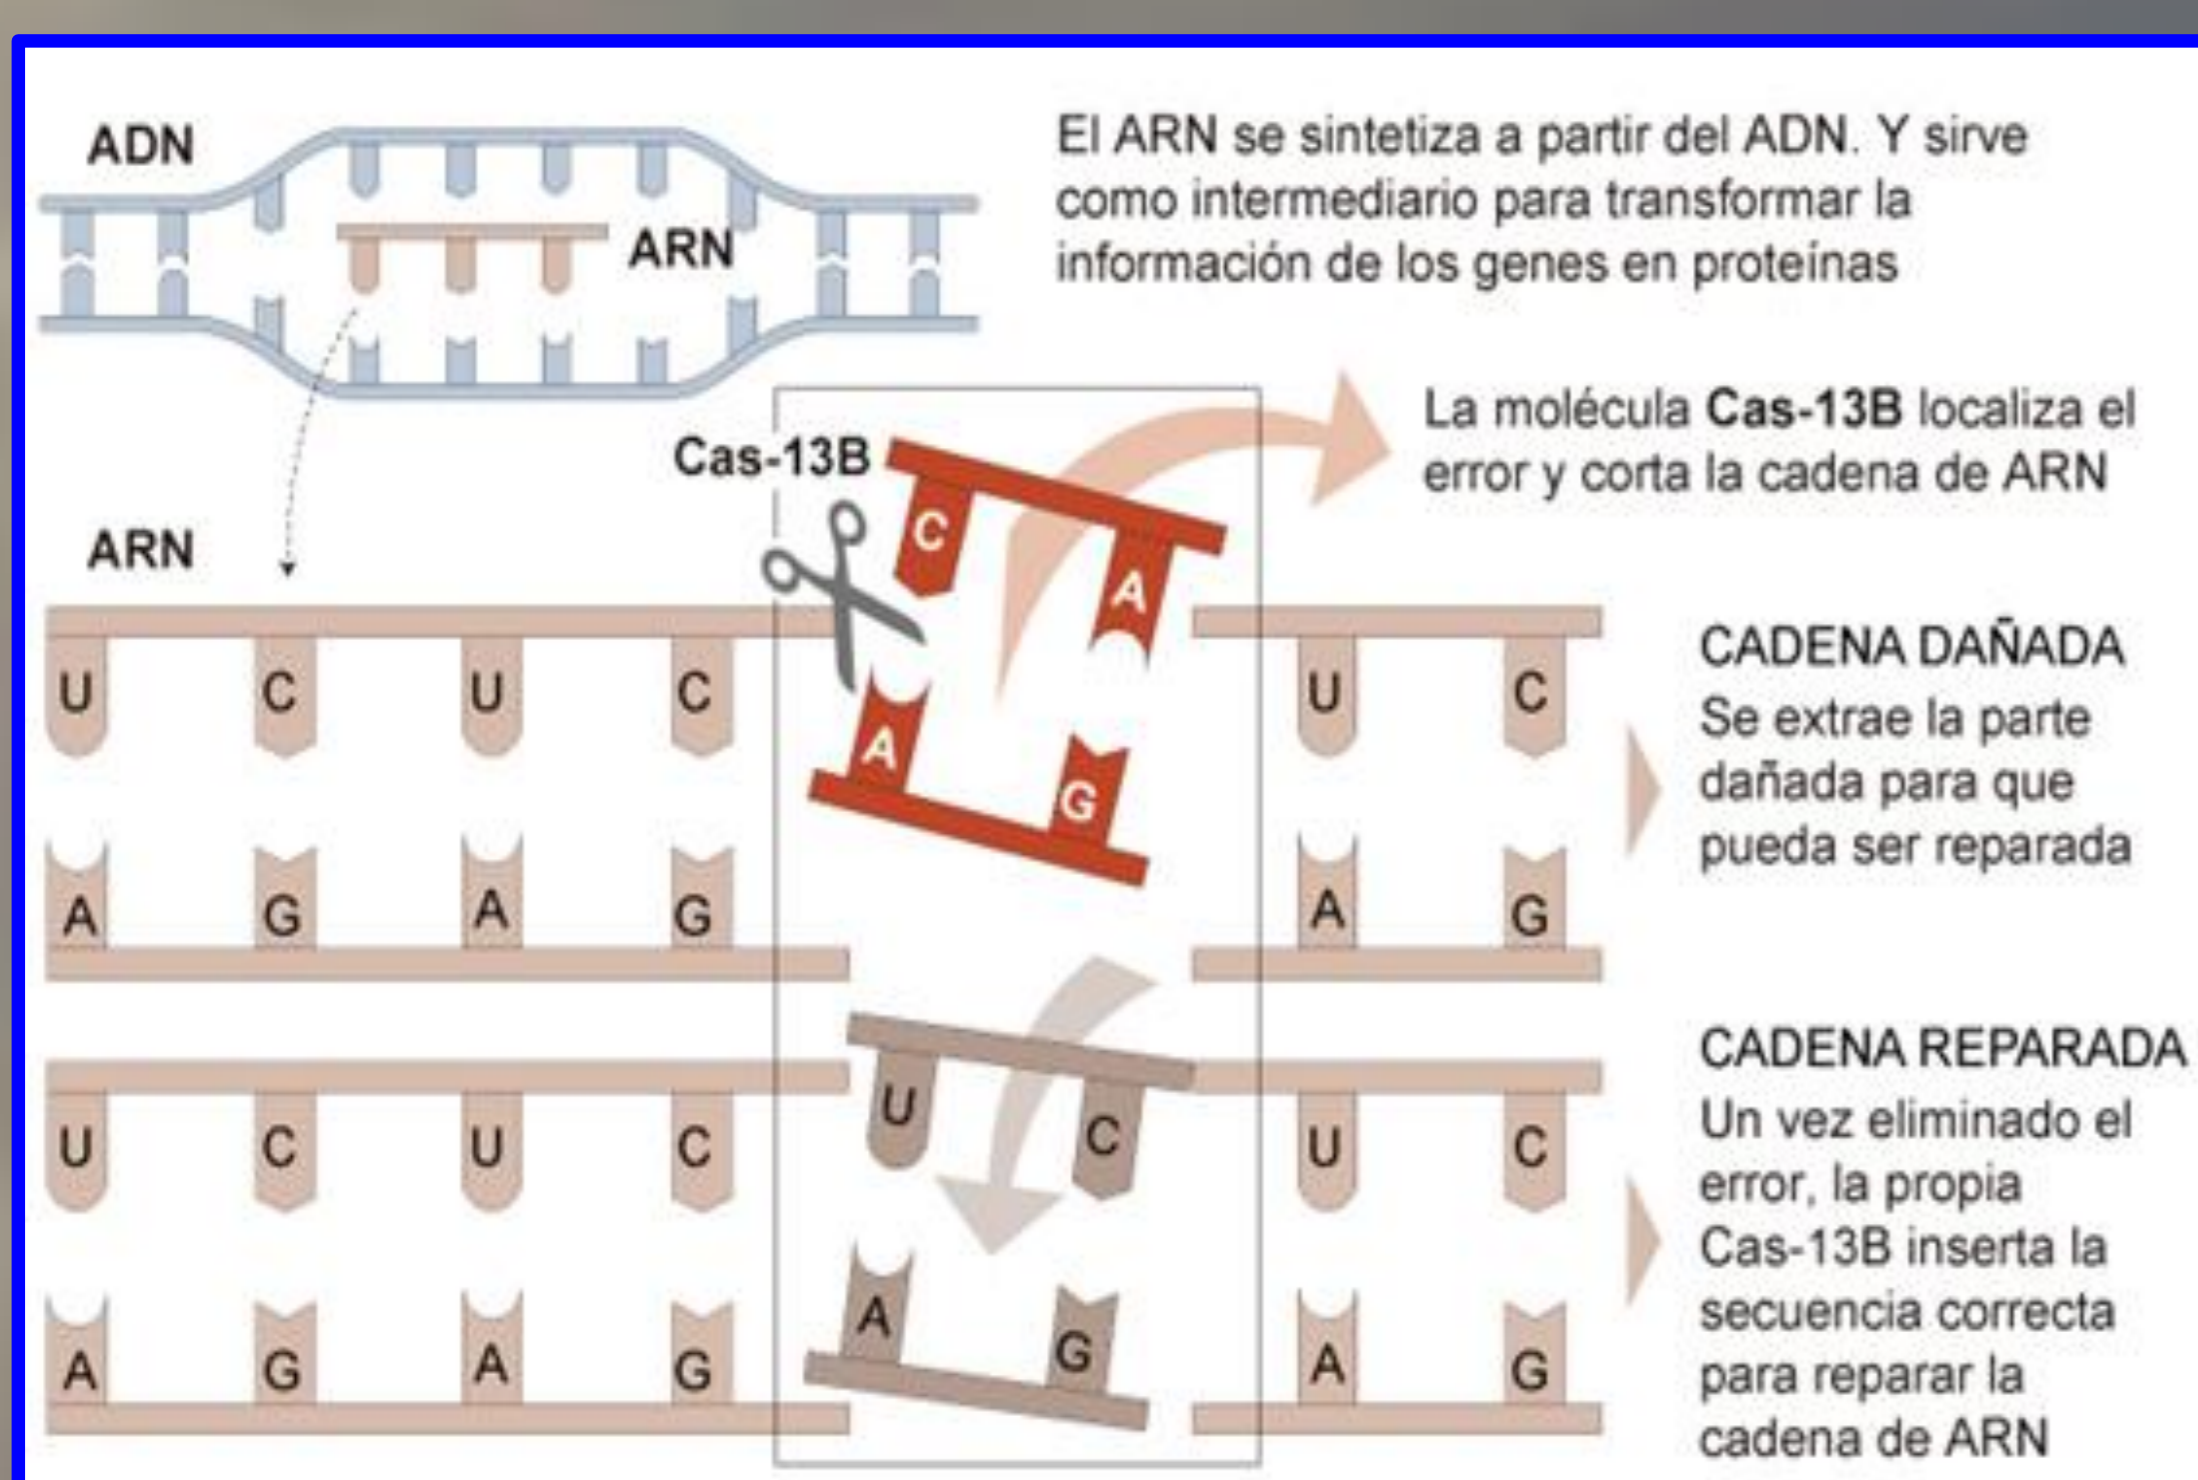 ADN
ARN
El ARN se sintetiza a partir del ADN. Y sirve
como intermediario para transformar la
información de los genes en proteínas
Cas-13B
La molécula Cas-13B localiza el
error y corta la cadena de ARN
ARN
C A
A G
U C U C U C
A G A G A G
CADENA DAÑADA
Se extrae la parte
dañada para que
pueda ser reparada
U C
A G
U C U C U C
A G A G A G
CADENA REPARADA
Un vez eliminado el
error, la propia
Cas-13B inserta la
secuencia correcta
para reparar la
cadena de ARN